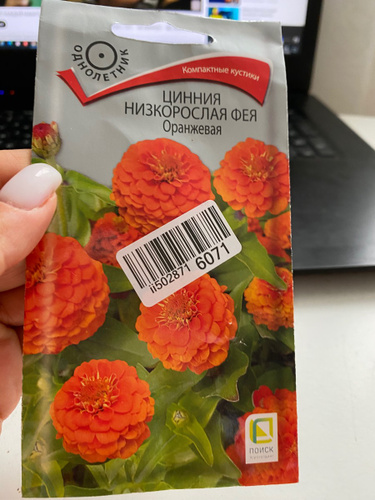 ОДНОЛЕТНИК
Компактные кустики
ЦИННИЯ
НИЗКОРОСЛАЯ ФЕЯ
Оранжевая
ii502871 6071
ПОИСК